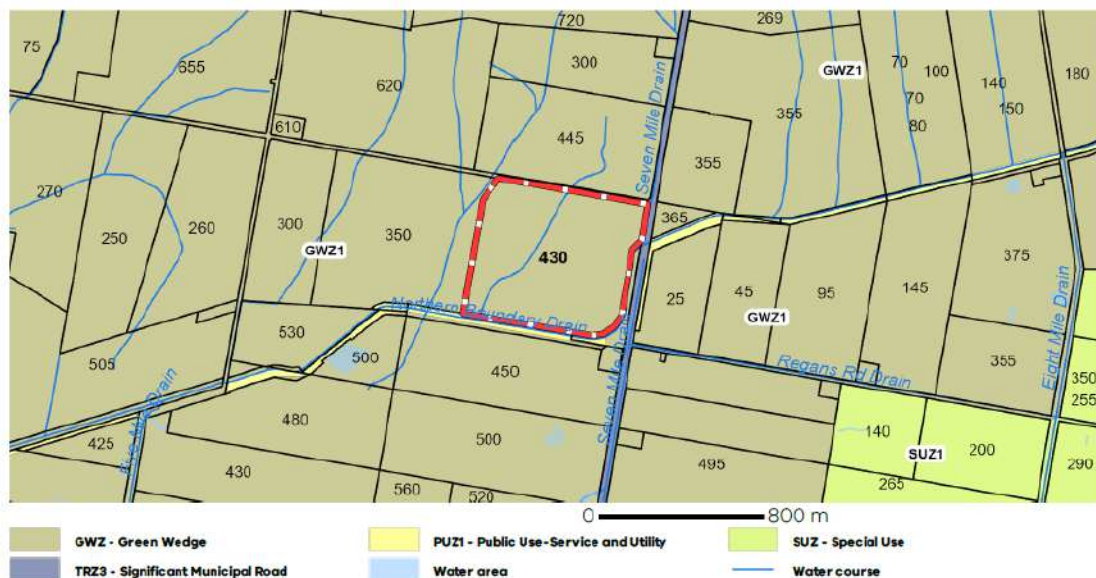 720
269
75
655
300
GWZ1
70
100
140
180
620
70
150
355
80
610
445
Seven Mile Drain
355
270
250
260
300
350
365
GWZ1
430
375
25
45
95
145
GWZ1
Northern Boundary Drain
530
505
500
450
Regans Rd Drain
355
Eight Mile Drain
350
255
Seven Mile Drain
480
500
140
SUZ1
200
425
Drain
430
495
290
560
520
265
0 800 m
GWZ - Green Wedge
PUZ1 - Public Use-Service and Utility
SUZ - Special Use
TRZ3 - Significant Municipal Road
Water area
Water course